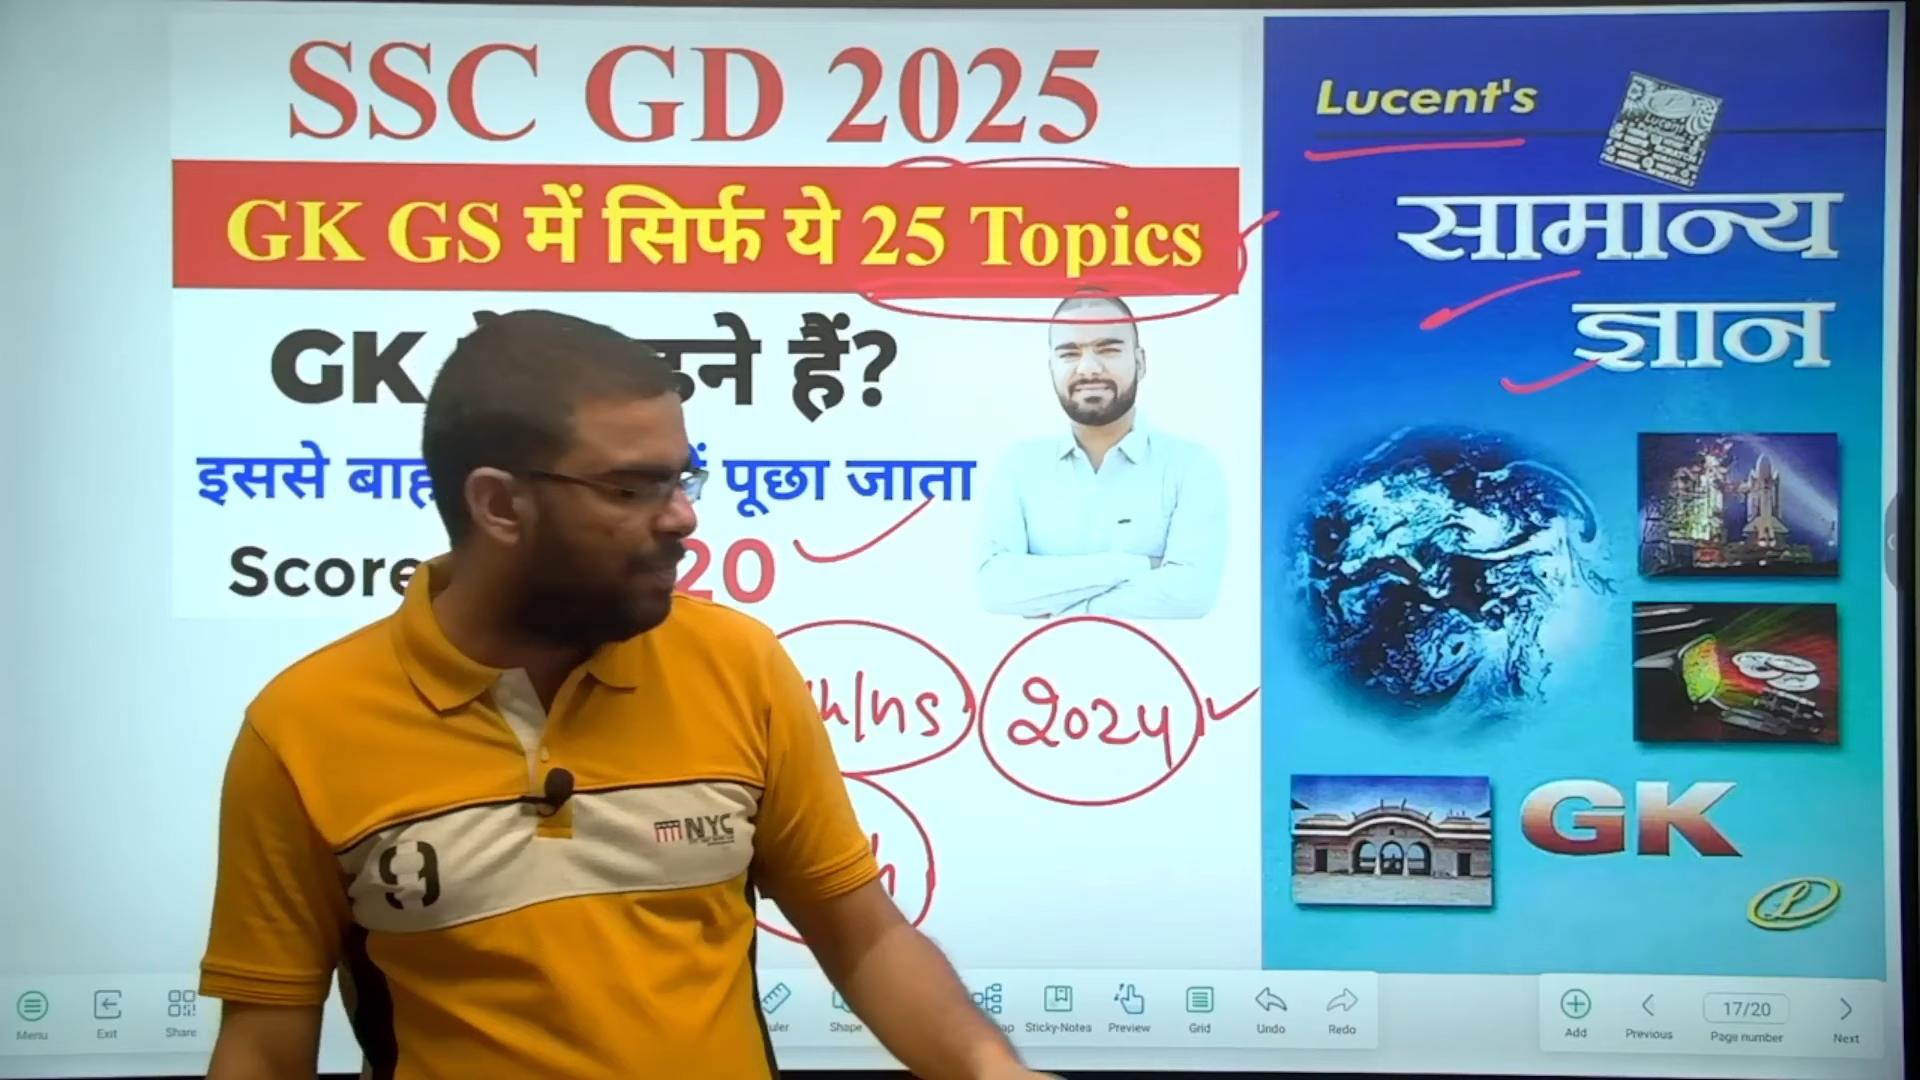 SSC GD 2025
GK GS में सिर्फ ये 25 Topics
GK हैं?
इससे पूछा जाता
Score 20
2024
9
NYC
Lucent's
सामान्य
ज्ञान
GK
Menu
Exit
Share
Shape
Sticky-Notes
Preview
Grid
Undo
Redo
Add
Previous
17/20
Page number
Next